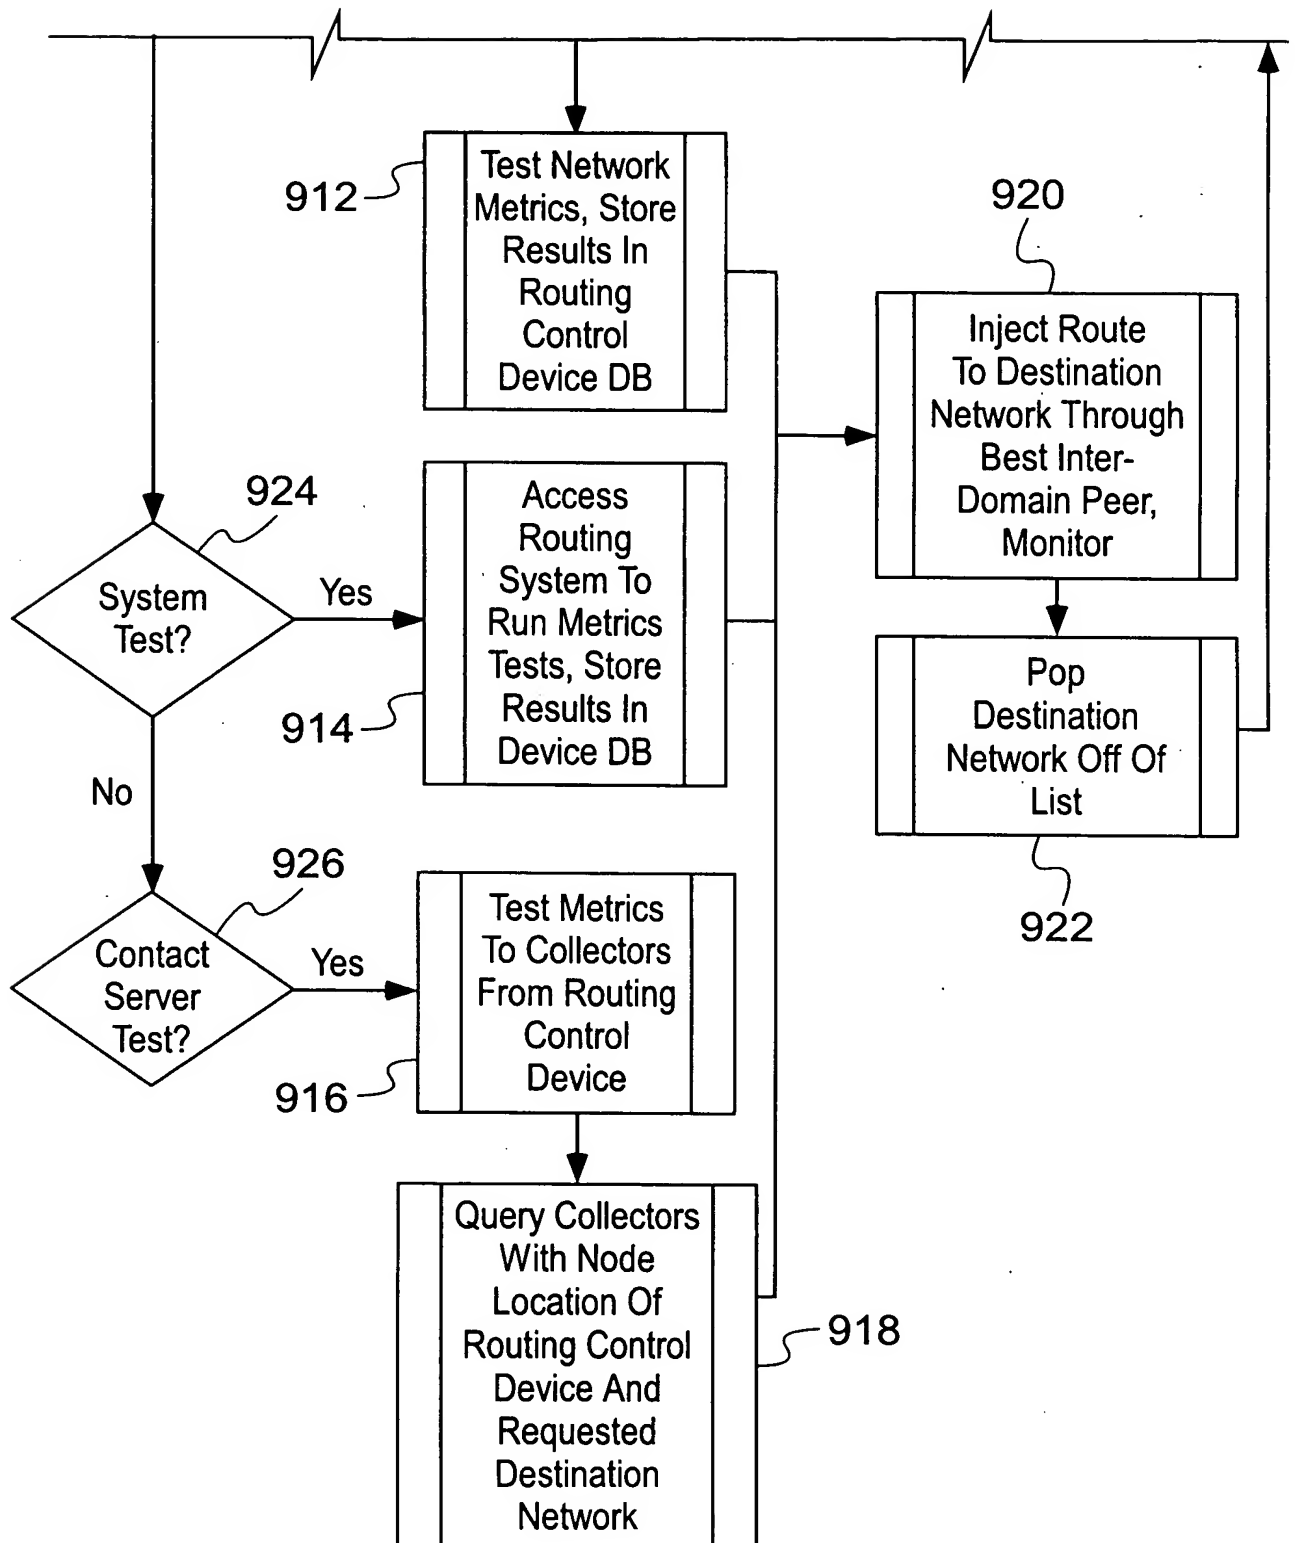 912
Test Network
Metrics, Store
Results In
Routing
Control
Device DB
920
Inject Route
To Destination
Network Through
Best Inter-
Domain Peer,
Monitor
924
System
Test?
Yes
No
914
Access
Routing
System To
Run Metrics
Tests, Store
Results In
Device DB
Pop
Destination
Network Off Of
List
922
926
Contact
Server
Test?
Yes
916
Test Metrics
To Collectors
From Routing
Control
Device
Query Collectors
With Node
Location Of
Routing Control
Device And
Requested
Destination
Network
918